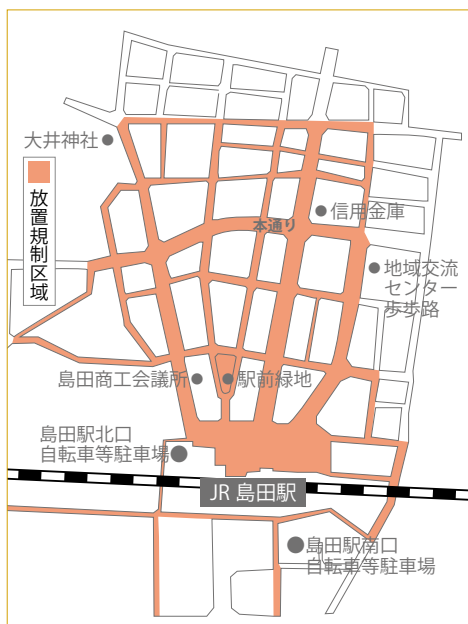 大井神社
放置規制区域
本通り
信用金庫
地域交流
センター
歩歩路
島田商工会議所
駅前緑地
島田駅北口
自転車等駐車場
JR 島田駅
島田駅南口
自転車等駐車場